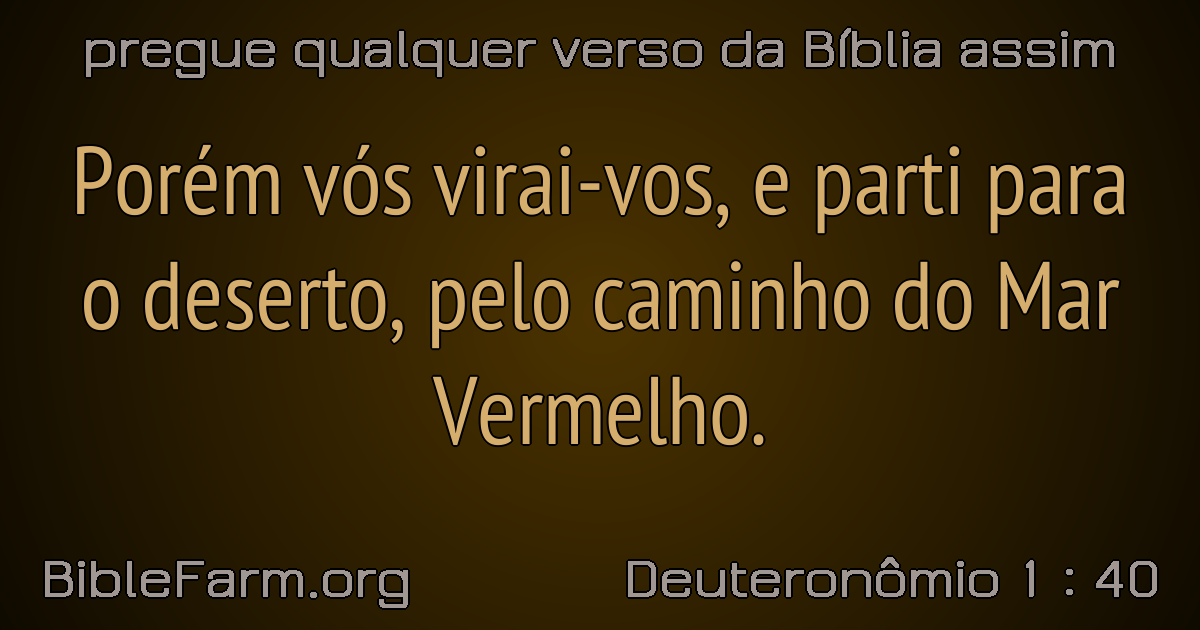 pregue qualquer verso da Bíblia assim
Porém vós virai-vos, e parti para
o deserto, pelo caminho do Mar
Vermelho.
BibleFarm.org
Deuteronômio 1 : 40